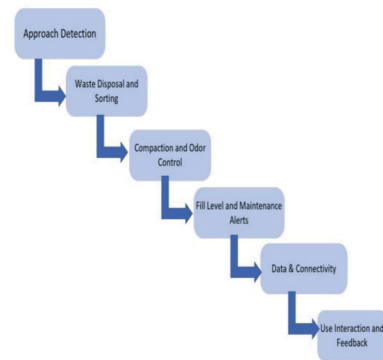 Approach Detection
Waste Disposal and
Sorting
Compaction and Odor
Control
Fill Level and Maintenance
Alerts
Data & Connectivity
Use Interaction and
Feedback